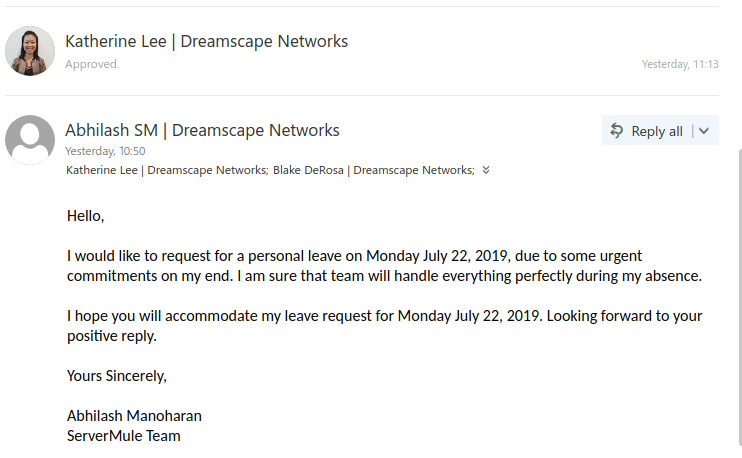 Katherine Lee | Dreamscape Networks
Approved.
Yesterday, 11:13
Abhilash SM | Dreamscape Networks
Reply all
Yesterday, 10:50
Katherine Lee | Dreamscape Networks; Blake DeRosa | Dreamscape Networks;
Hello,
I would like to request for a personal leave on Monday July 22, 2019, due to some urgent
commitments on my end. I am sure that team will handle everything perfectly during my absence.
I hope you will accommodate my leave request for Monday July 22, 2019. Looking forward to your
positive reply.
Yours Sincerely,
Abhilash Manoharan
ServerMule Team